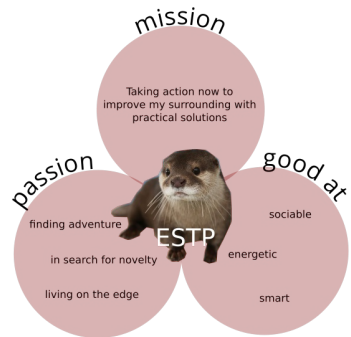 mission
Taking action now to
improve my surrounding with
practical solutions
passion
finding adventure
in search for novelty
living on the edge
ESTP
good at
sociable
energetic
smart